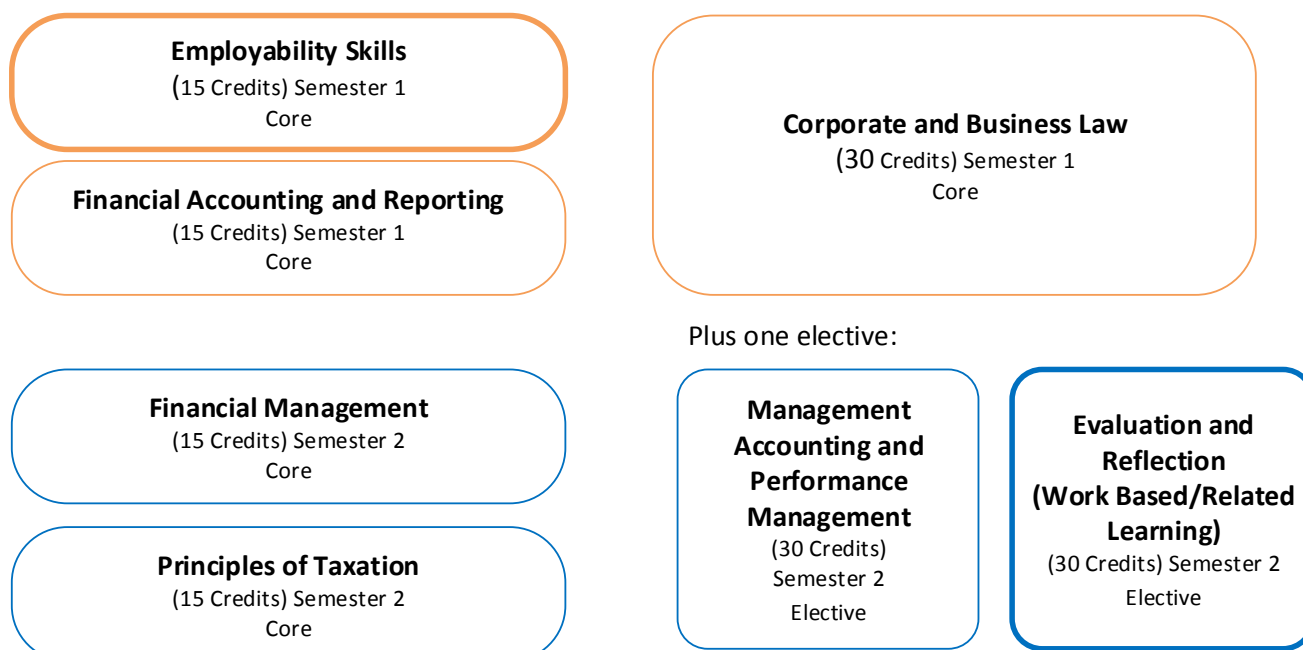 Employability Skills
(15 Credits) Semester 1
Core
Corporate and Business Law
(30 Credits) Semester 1
Core
Financial Accounting and Reporting
(15 Credits) Semester 1
Core
Plus one elective:
Financial Management
(15 Credits) Semester 2
Core
Management
Accounting and
Performance
Management
(30 Credits)
Semester 2
Elective
Evaluation and
Reflection
(Work Based/Related
Learning)
(30 Credits) Semester 2
Elective
Principles of Taxation
(15 Credits) Semester 2
Core